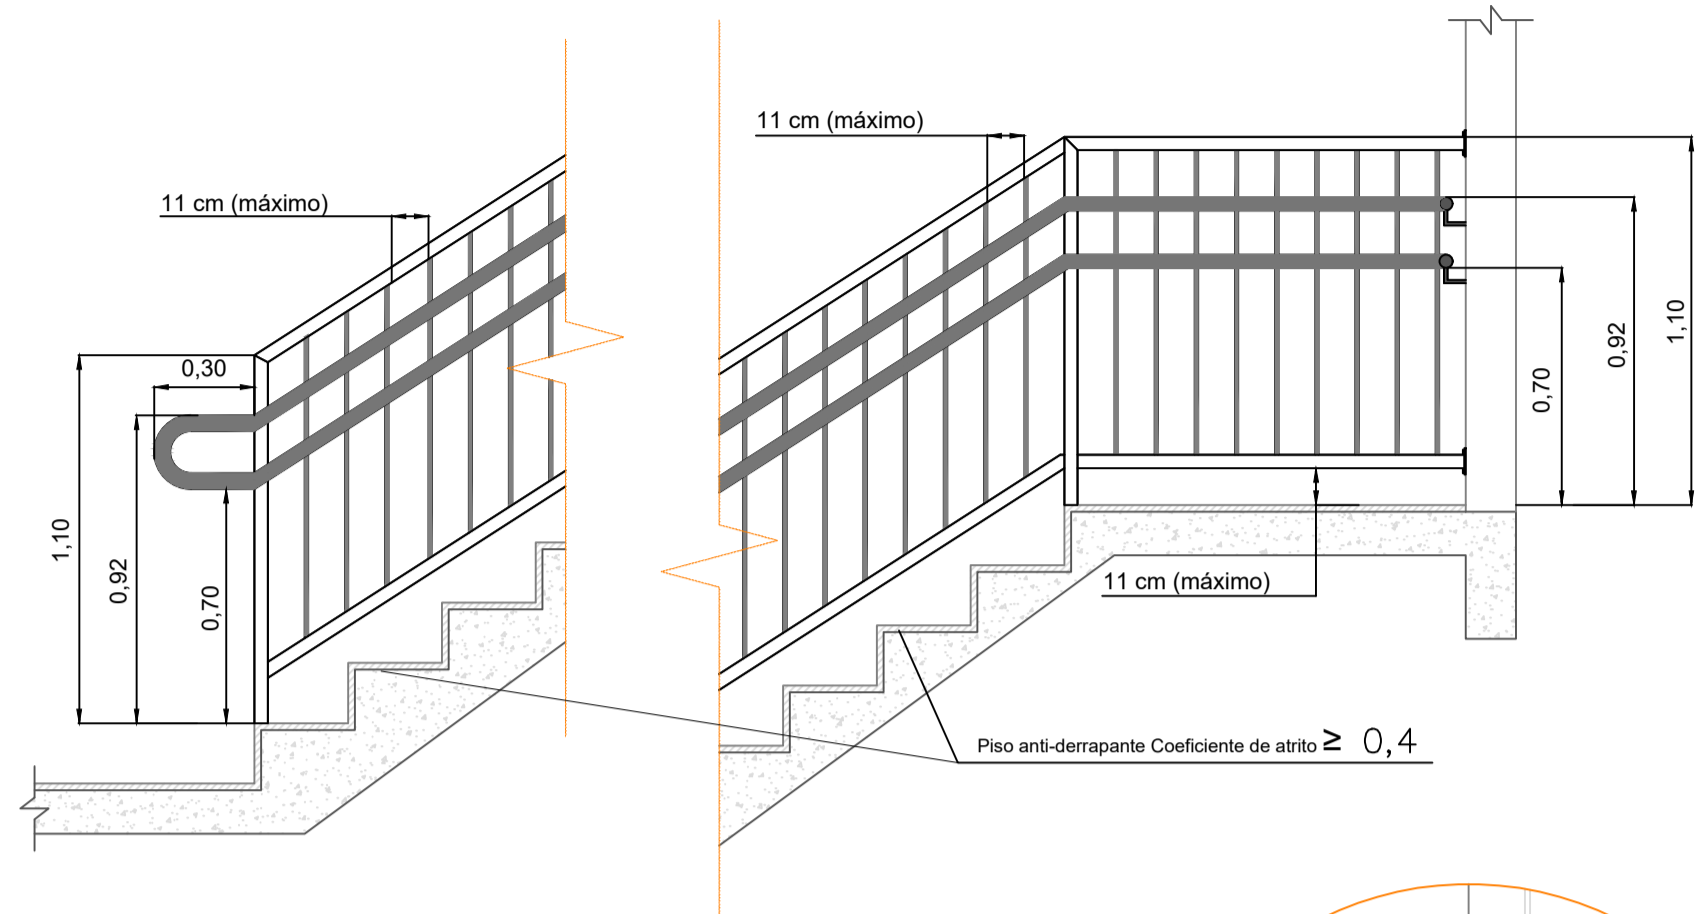 11 cm (máximo)
0,30
1,10
0,92
0,70
11 cm (máximo)
1,10
0,92
0,70
11 cm (máximo)
Piso anti-derrapante Coeficiente de atrito ≥ 0,4